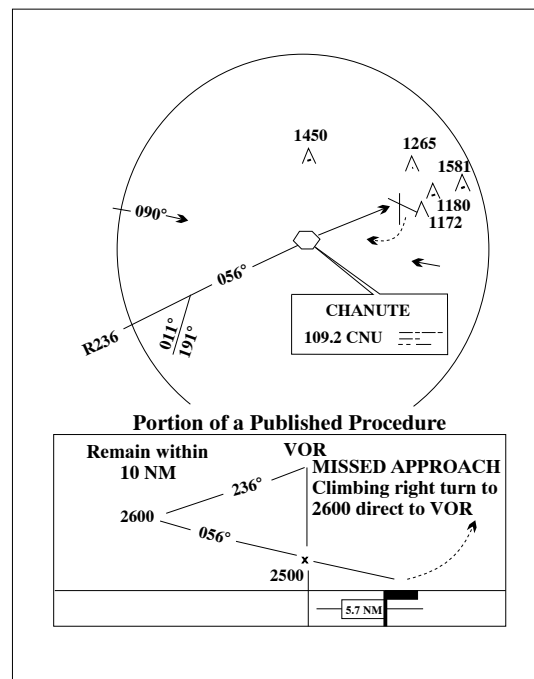 1450
1265
1581
1180
1172
090°
056°
R236
011°
191°
CHANUTE
109.2 CNU
Portion of a Published Procedure
Remain within
10 NM
VOR
MISSED APPROACH
Climbing right turn to
2600 direct to VOR
236°
2600
056°
2500
x
5.7 NM